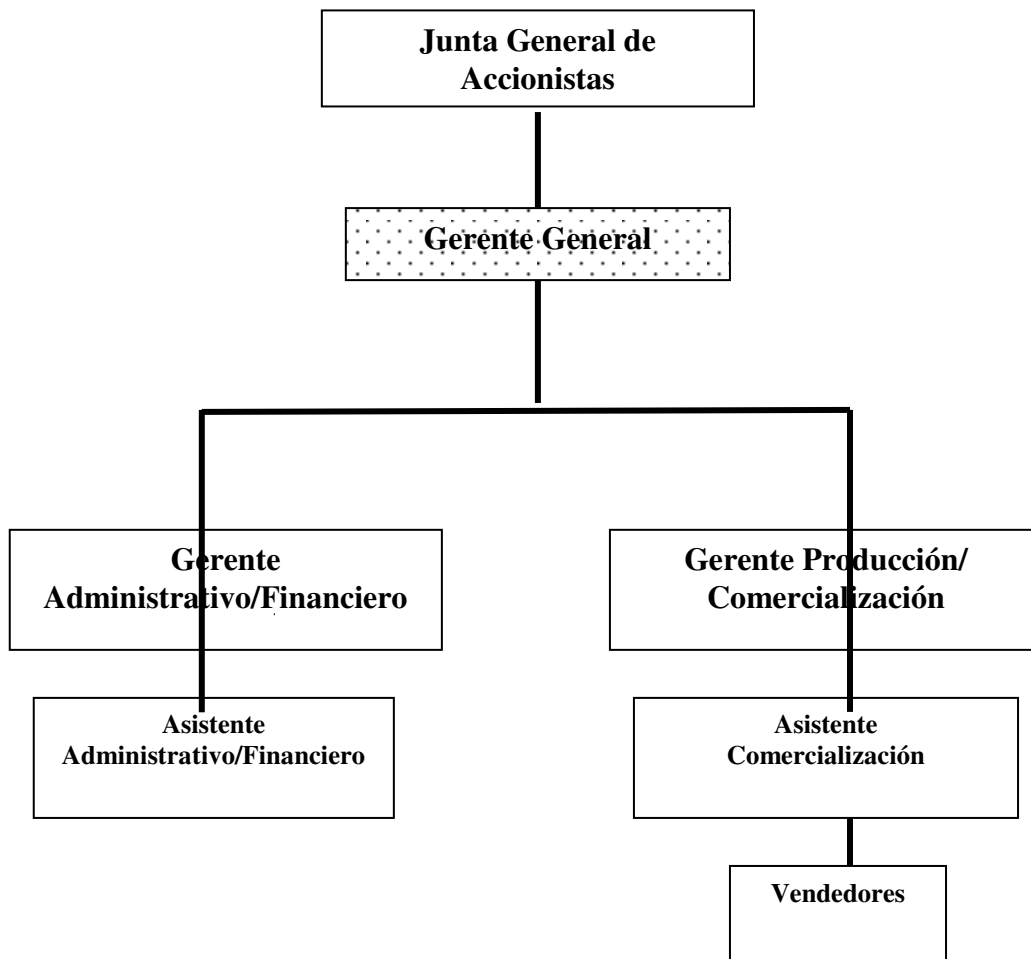 Junta General de
Accionistas
Gerente General
Gerente
Administrativo/Financiero
Gerente Producción/
Comercialización
Asistente
Administrativo/Financiero
Asistente
Comercialización
Vendedores